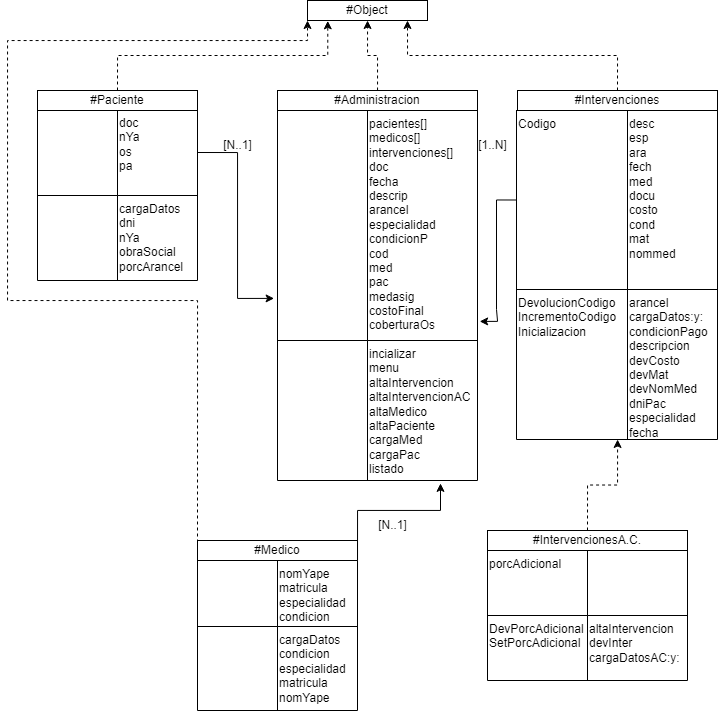 #Object
#Paciente
doc
nYa
os
pa
cargaDatos
dni
nYa
obraSocial
porcArancel
[N..1]
#Administracion
pacientes[]
medicos[]
intervenciones[]
doc
fecha
descrip
arancel
especialidad
condicionP
cod
med
pac
medasig
costoFinal
coberturaOs
incializar
menu
altaIntervencion
altaIntervencionAC
altaMedico
altaPaciente
cargaMed
cargaPac
listado
[1..N]
#Intervenciones
Codigo
desc
esp
ara
fech
med
docu
costo
cond
mat
nommed
DevolucionCodigo
IncrementoCodigo
Inicializacion
arancel
cargaDatos:y:
condicionPago
descripcion
devCosto
devMat
devNomMed
dniPac
especialidad
fecha
[N..1]
#Medico
nomYape
matricula
especialidad
condicion
cargaDatos
condicion
especialidad
matricula
nomYape
#IntervencionesA.C.
porcAdicional
DevPorcAdicional
SetPorcAdicional
altaIntervencion
devInter
cargaDatosAC:y: